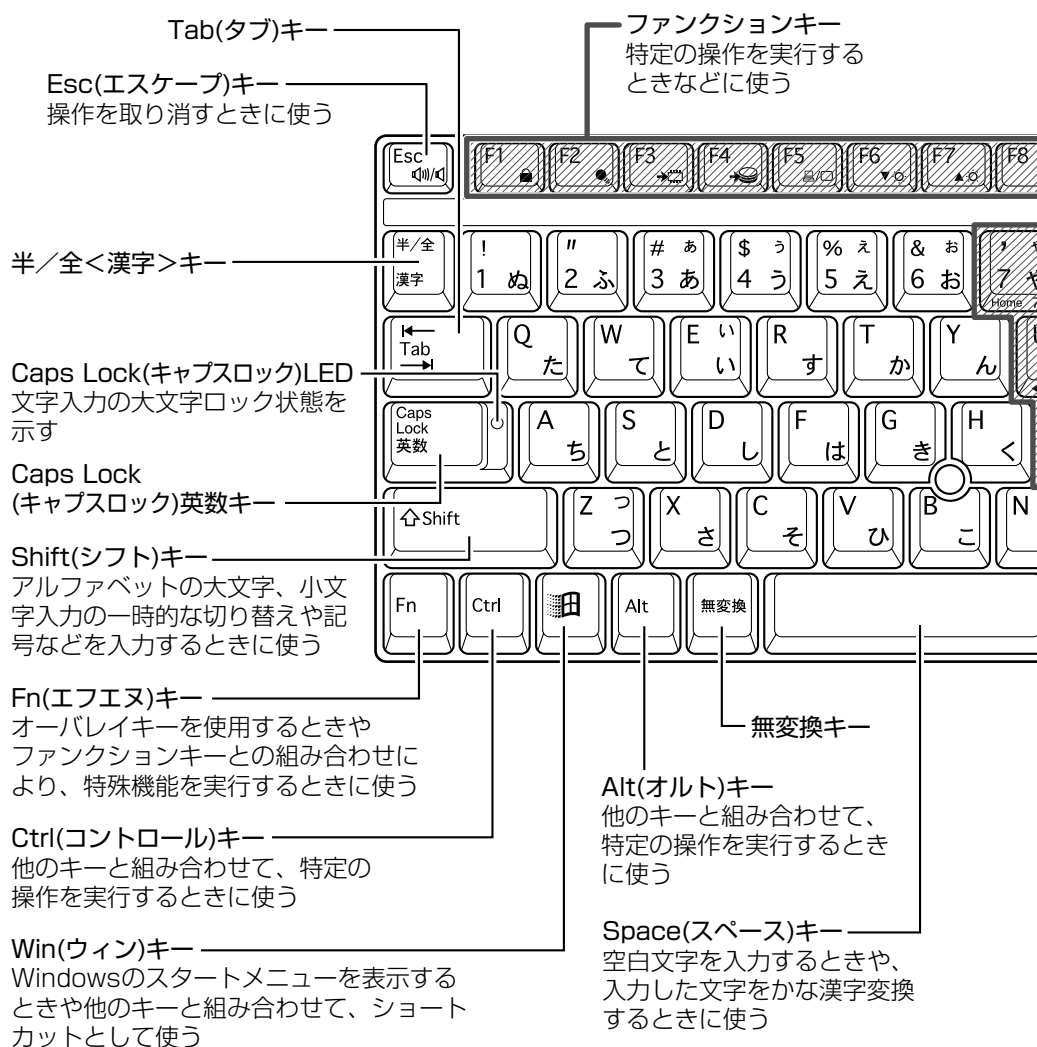 Tab(タブ)キー
ファンクションキー
特定の操作を実行する
ときなどに使う
Esc(エスケープ)キー
操作を取り消すときに使う
Esc
F1
F2
F3
F4
F5
F6
F7
F8
半／全<漢字>キー
半／全
漢字
!
1 ぬ
"
2 ふ
# ぁ
3 あ
$ ぅ
4 う
% ぇ
5 え
& ぉ
6 お
'
7
Home
Tab
Q
た
W
て
E ぃ
い
R
す
T
か
Y
ん
Caps Lock(キャプスロック)LED
文字入力の大文字ロック状態を
示す
Caps
Lock
英数
A
ち
S
と
D
し
F
は
G
き
H
く
Caps Lock
(キャプスロック)英数キー
Shift
Z っ
つ
X
さ
C
そ
V
ひ
B
こ
N
Shift(シフト)キー
アルファベットの大文字、小文
字入力の一時的な切り替えや記
号などを入力するときに使う
Fn
Ctrl
Alt
無変換
Fn(エフエヌ)キー
オーバレイキーを使用するときや
ファンクションキーとの組み合わせに
より、特殊機能を実行するときに使う
無変換キー
Alt(オルト)キー
他のキーと組み合わせて、
特定の操作を実行するとき
に使う
Ctrl(コントロール)キー
他のキーと組み合わせて、特定の
操作を実行するときに使う
Space(スペース)キー
空白文字を入力するときや、
入力した文字をかな漢字変換
するときに使う
Win(ウィン)キー
Windowsのスタートメニューを表示する
ときや他のキーと組み合わせて、ショート
カットとして使う